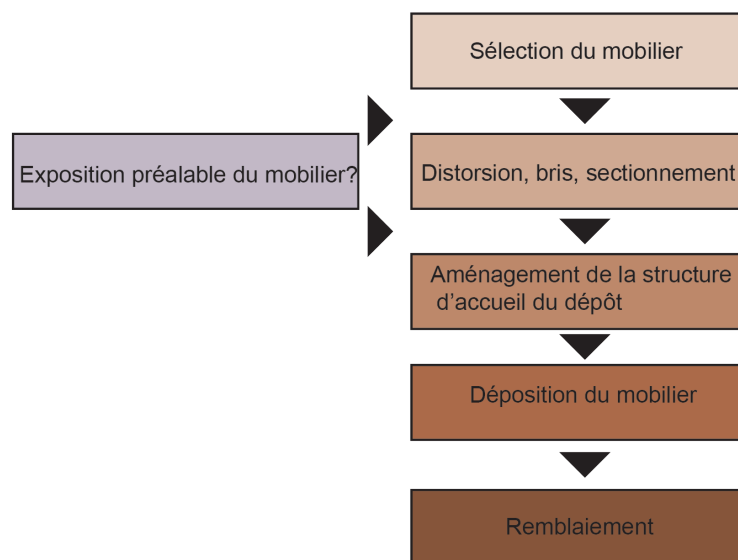 Sélection du mobilier
Exposition préalable du mobilier?
Distorsion, bris, sectionnement
Aménagement de la structure
d'accueil du dépôt
Déposition du mobilier
Remblaiement